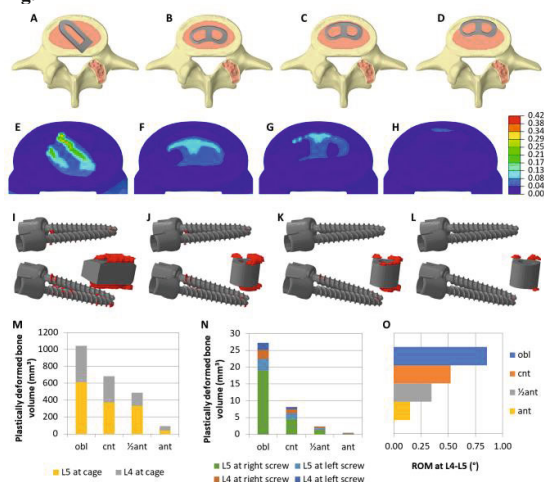 A B C D
E F G H
0.42
0.38
0.34
0.29
0.25
0.21
0.17
0.13
0.08
0.04
0.00
I J K L
M N O
Plastically deformed bone
volume (mm³)
1200
1000
800
600
400
200
0
obl cnt ½ant ant
L5 at cage L4 at cage
Plastically deformed bone
volume (mm³)
30
25
20
15
10
5
0
obl cnt ½ant ant
L5 at right screw L5 at left screw
L4 at right screw L4 at left screw
obl
cnt
½ant
ant
0.00 0.25 0.50 0.75 1.00
ROM at L4-L5 (°)